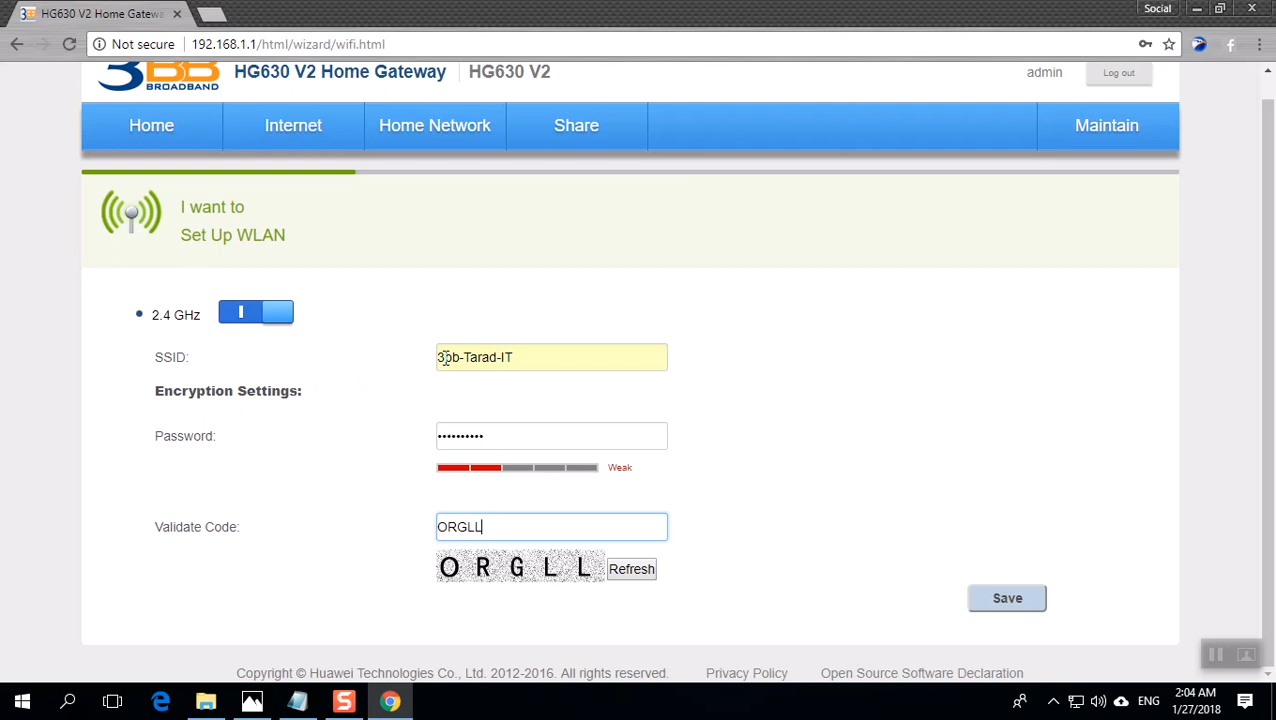 HG630 V2 Home Gatewa
Social
Not secure 192.168.1.1/html/wizard/wifi.html
3BB BROADBAND HG630 V2 Home Gateway HG630 V2 admin Log out
Home Internet Home Network Share Maintain
I want to
Set Up WLAN
2.4 GHz
SSID: 3bb-Tarad-IT
Encryption Settings:
Password: ••••••••••
Weak
Validate Code: ORGLL
O R G L L Refresh
Save
Copyright © Huawei Technologies Co., Ltd. 2012-2016. All rights reserved. Privacy Policy Open Source Software Declaration
ENG 2:04 AM
1/27/2018